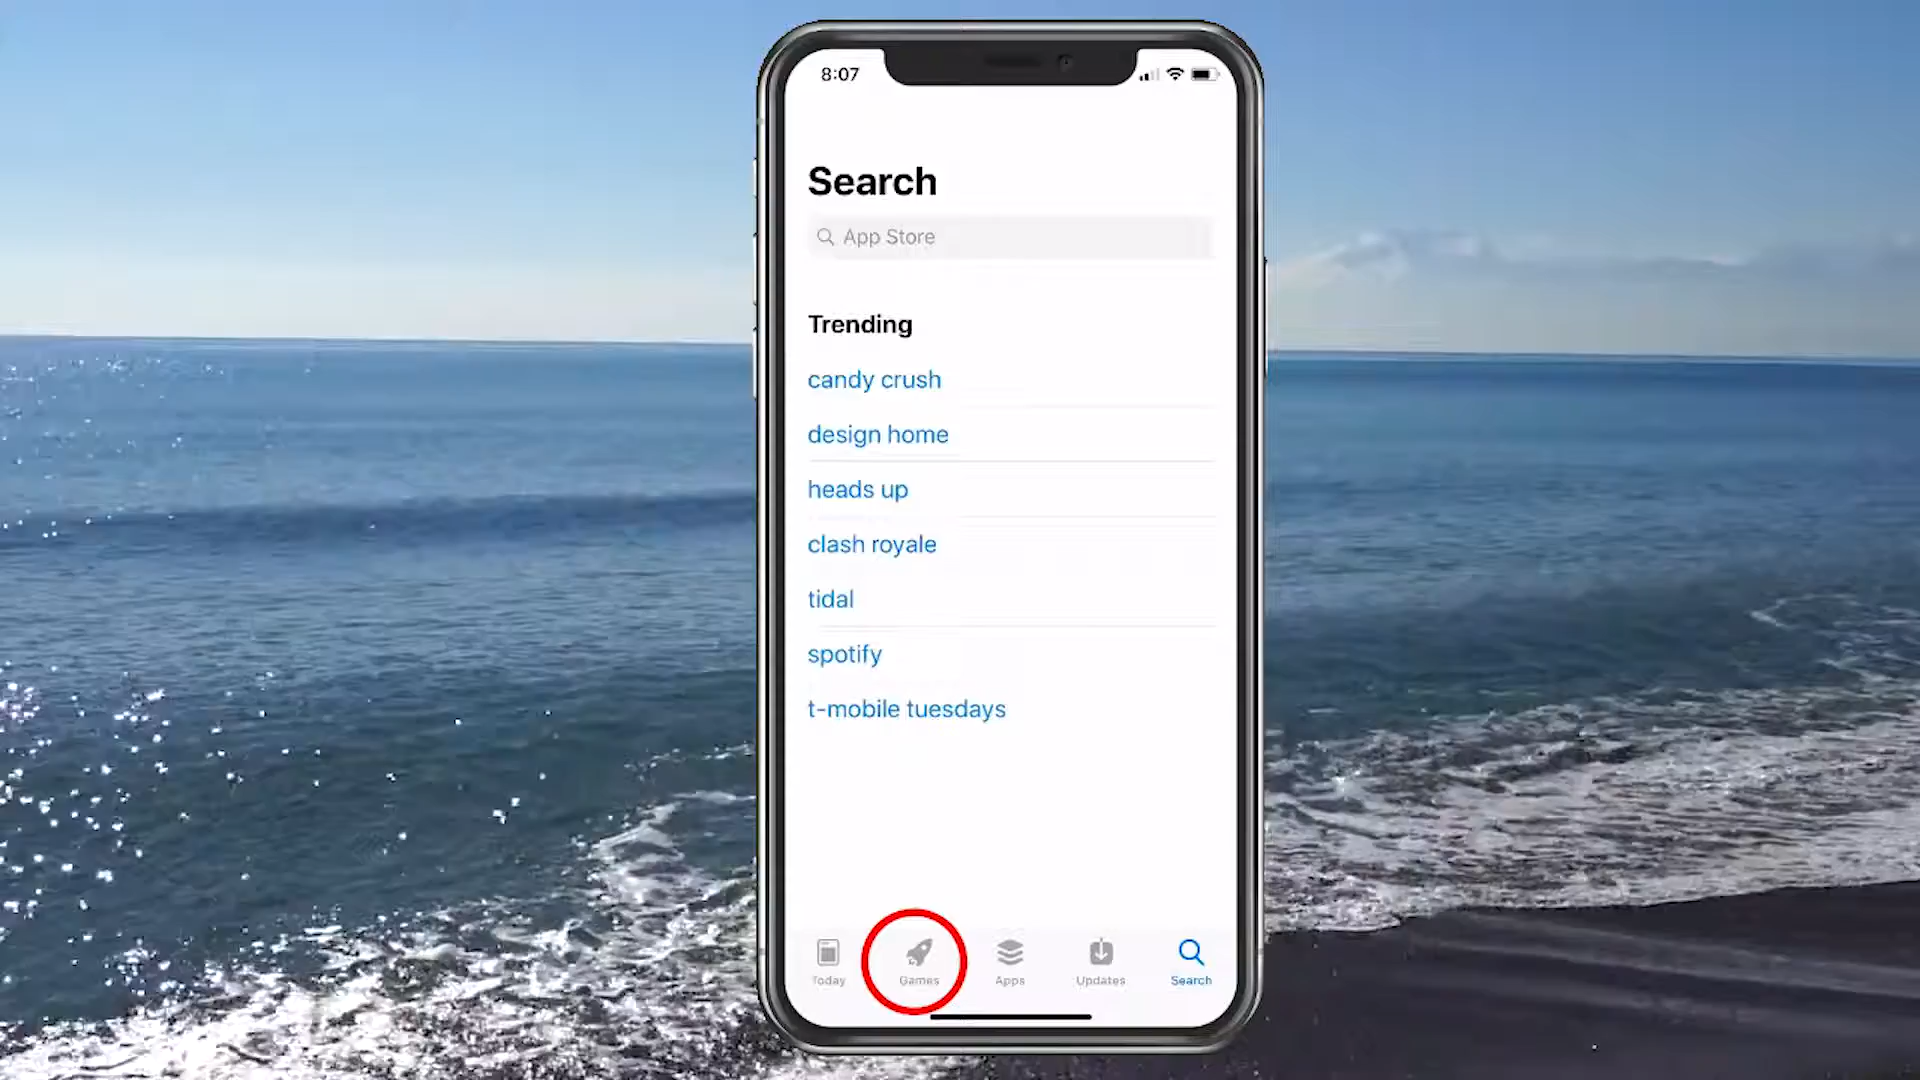 8:07
Search
App Store
Trending
candy crush
design home
heads up
clash royale
tidal
spotify
t-mobile tuesdays
Today
Games
Apps
Updates
Search